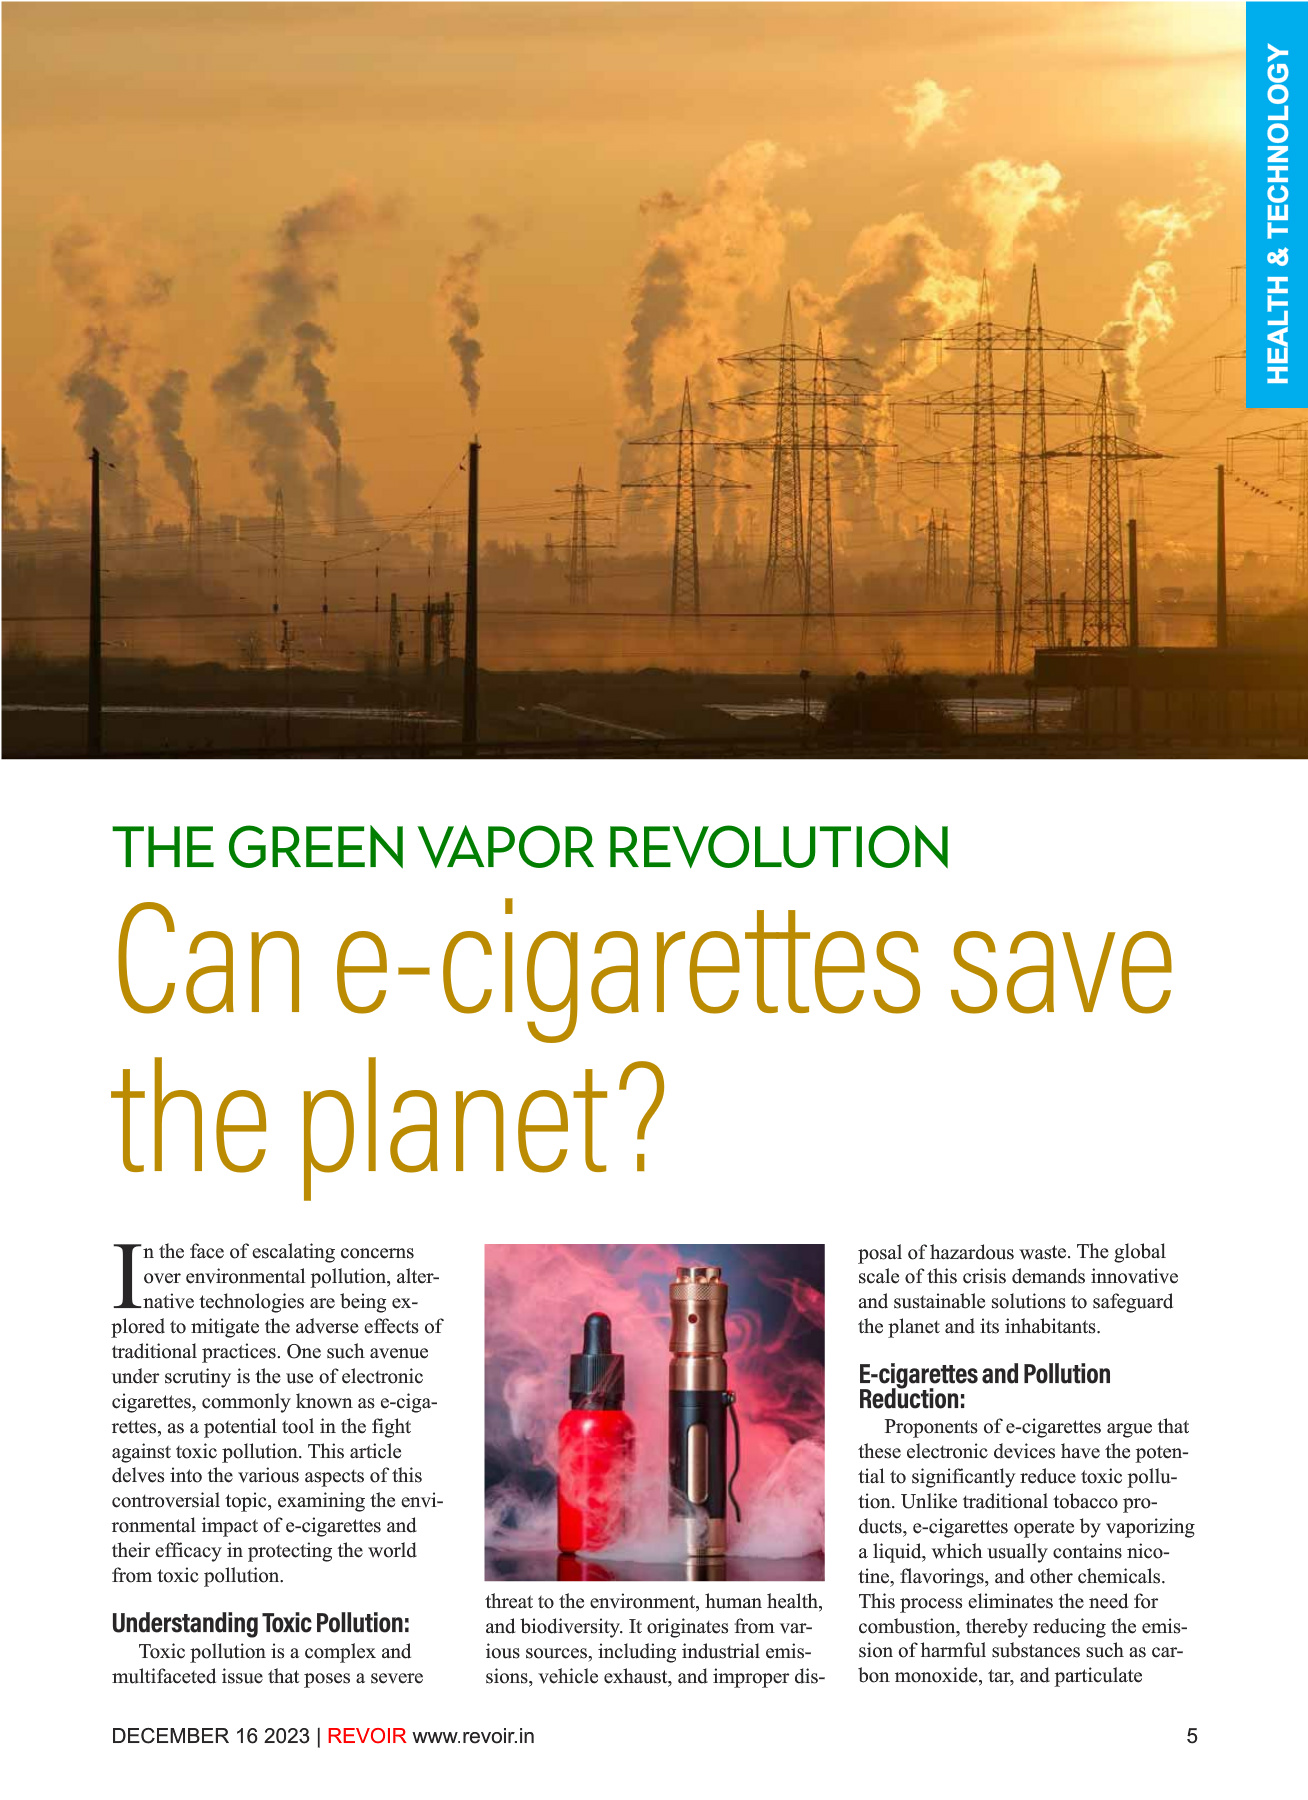 HEALTH & TECHNOLOGY
THE GREEN VAPOR REVOLUTION
Can e-cigarettes save
the planet?
In the face of escalating concerns
over environmental pollution, alter-
native technologies are being ex-
plored to mitigate the adverse effects of
traditional practices. One such avenue
under scrutiny is the use of electronic
cigarettes, commonly known as e-ciga-
rettes, as a potential tool in the fight
against toxic pollution. This article
delves into the various aspects of this
controversial topic, examining the envi-
ronmental impact of e-cigarettes and
their efficacy in protecting the world
from toxic pollution.
Understanding Toxic Pollution:
Toxic pollution is a complex and
multifaceted issue that poses a severe
threat to the environment, human health,
and biodiversity. It originates from var-
ious sources, including industrial emis-
sions, vehicle exhaust, and improper dis-
posal of hazardous waste. The global
scale of this crisis demands innovative
and sustainable solutions to safeguard
the planet and its inhabitants.
E-cigarettes and Pollution
Reduction:
Proponents of e-cigarettes argue that
these electronic devices have the poten-
tial to significantly reduce toxic pollu-
tion. Unlike traditional tobacco pro-
ducts, e-cigarettes operate by vaporizing
a liquid, which usually contains nico-
tine, flavorings, and other chemicals.
This process eliminates the need for
combustion, thereby reducing the emis-
sion of harmful substances such as car-
bon monoxide, tar, and particulate
DECEMBER 16 2023 | REVOIR www.revoir.in
5